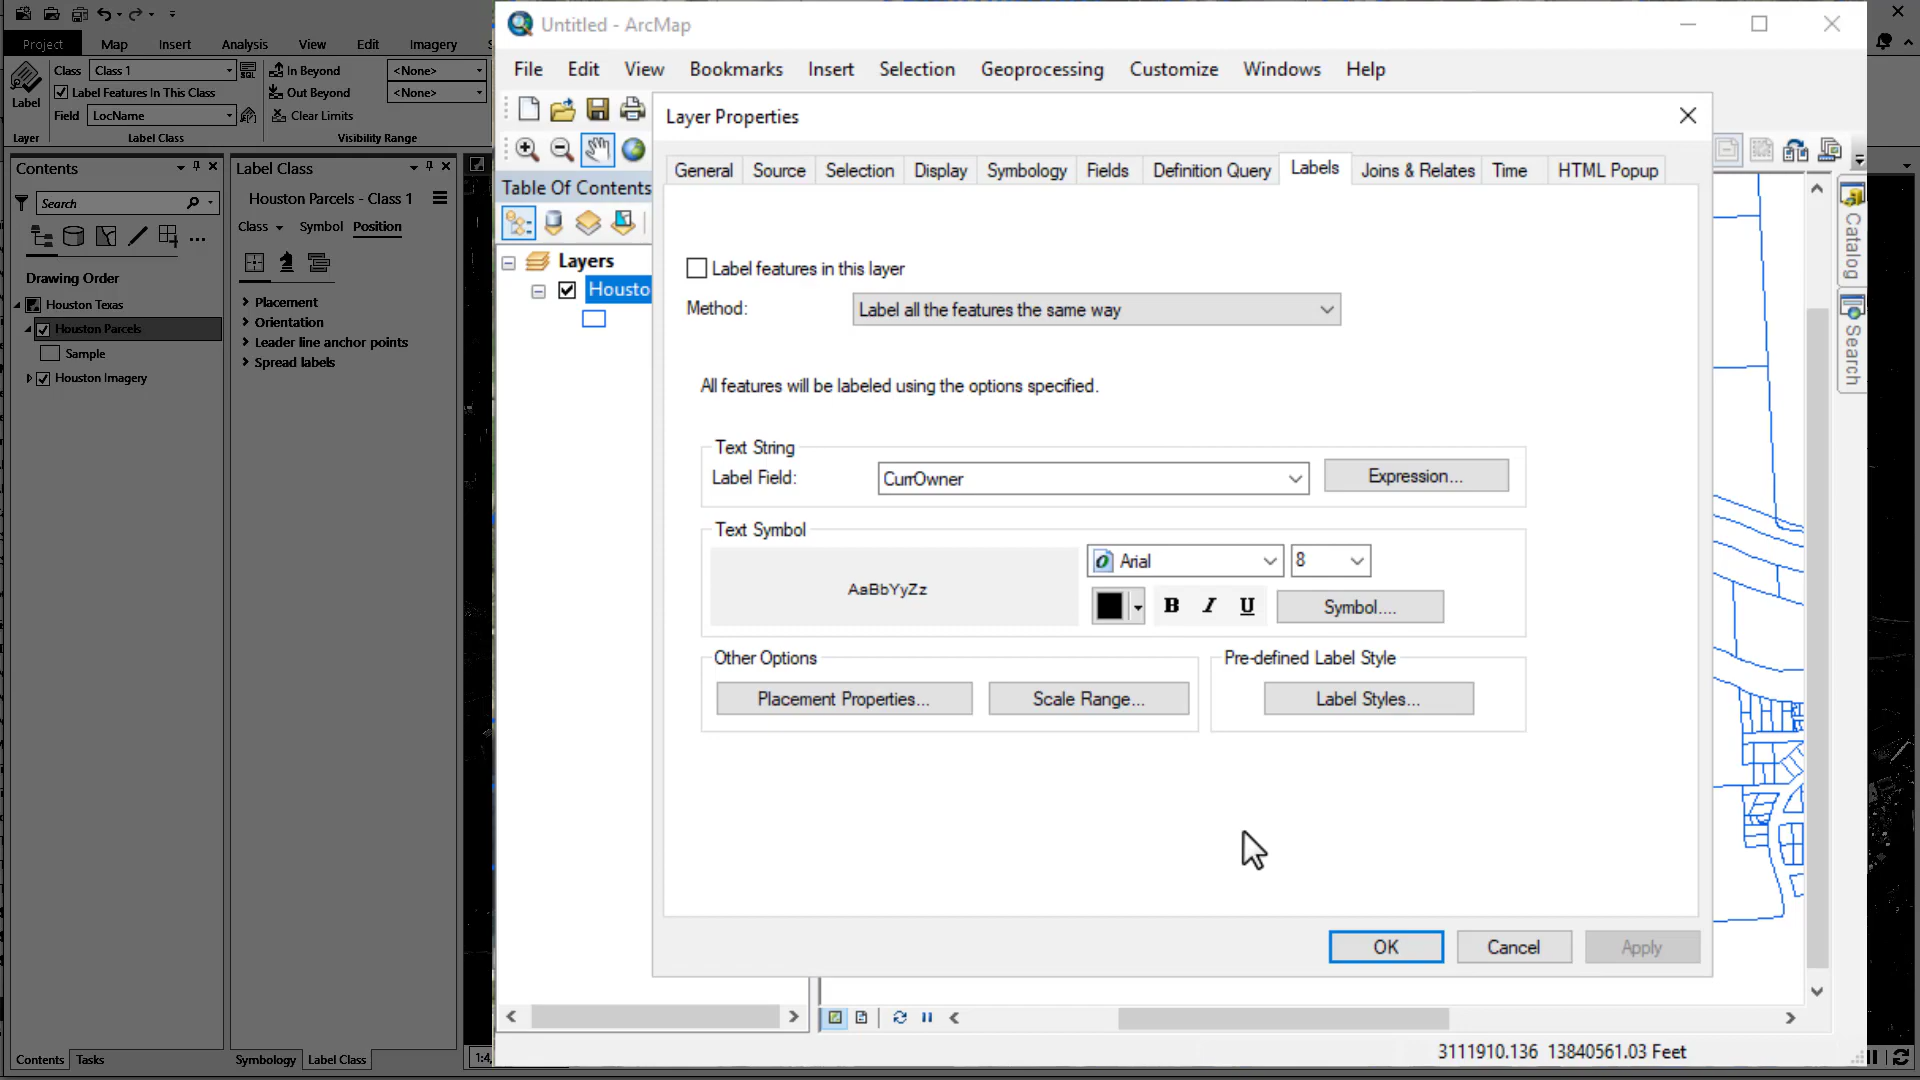 Project
Map
Insert
Analysis
View
Edit
Imagery
Label
Layer
Class
Class 1
Label Features In This Class
Field
LocName
Label Class
In Beyond
<None>
Out Beyond
<None>
Clear Limits
Visibility Range
Contents
Search
Drawing Order
Houston Texas
Houston Parcels
Sample
Houston Imagery
Contents
Tasks
Label Class
Houston Parcels - Class 1
Class
Symbol
Position
Placement
Orientation
Leader line anchor points
Spread labels
Symbology
Label Class
1:4,
Untitled - ArcMap
File
Edit
View
Bookmarks
Insert
Selection
Geoprocessing
Customize
Windows
Help
Table Of Contents
Layers
Housto
Layer Properties
General
Source
Selection
Display
Symbology
Fields
Definition Query
Labels
Joins & Relates
Time
HTML Popup
Label features in this layer
Method:
Label all the features the same way
All features will be labeled using the options specified.
Text String
Label Field:
CurrOwner
Expression...
Text Symbol
AaBbYyZz
Arial
8
B
I
U
Symbol....
Other Options
Placement Properties...
Scale Range...
Pre-defined Label Style
Label Styles...
OK
Cancel
Apply
Catalog
Search
3111910.136 13840561.03 Feet